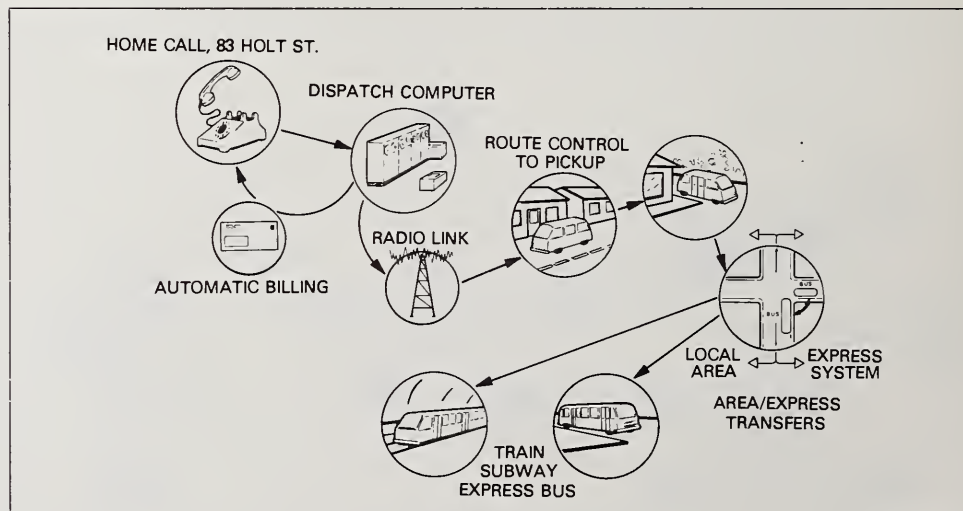 HOME CALL, 83 HOLT ST.
DISPATCH COMPUTER
ROUTE CONTROL
TO PICKUP
RADIO LINK
AUTOMATIC BILLING
BUS
BUS
LOCAL
AREA
EXPRESS
SYSTEM
AREA/EXPRESS
TRANSFERS
TRAIN
SUBWAY
EXPRESS BUS